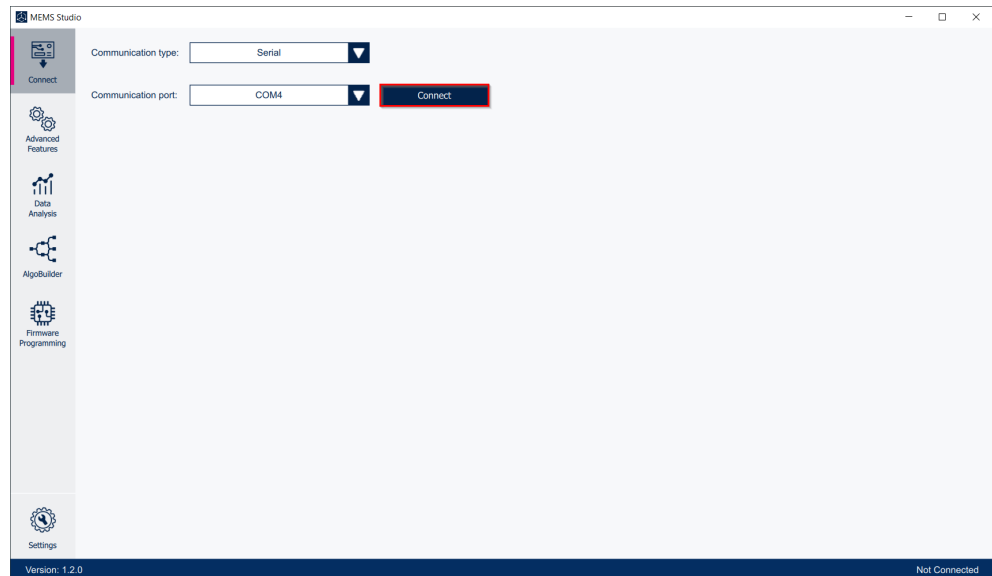 MEMS Studio
Connect
Advanced
Features
Data
Analysis
AlgoBuilder
Firmware
Programming
Settings
Communication type:
Serial
Communication port:
COM4
Connect
Version: 1.2.0
Not Connected